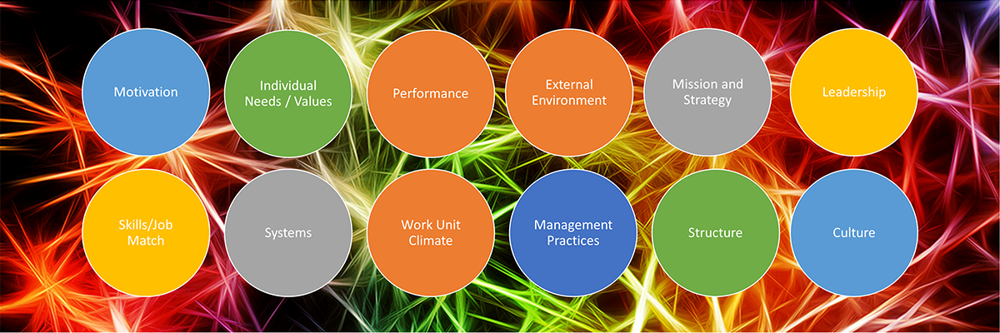 Motivation
Individual
Needs / Values
Performance
External
Environment
Mission and
Strategy
Leadership
Skills/Job
Match
Systems
Work Unit
Climate
Management
Practices
Structure
Culture